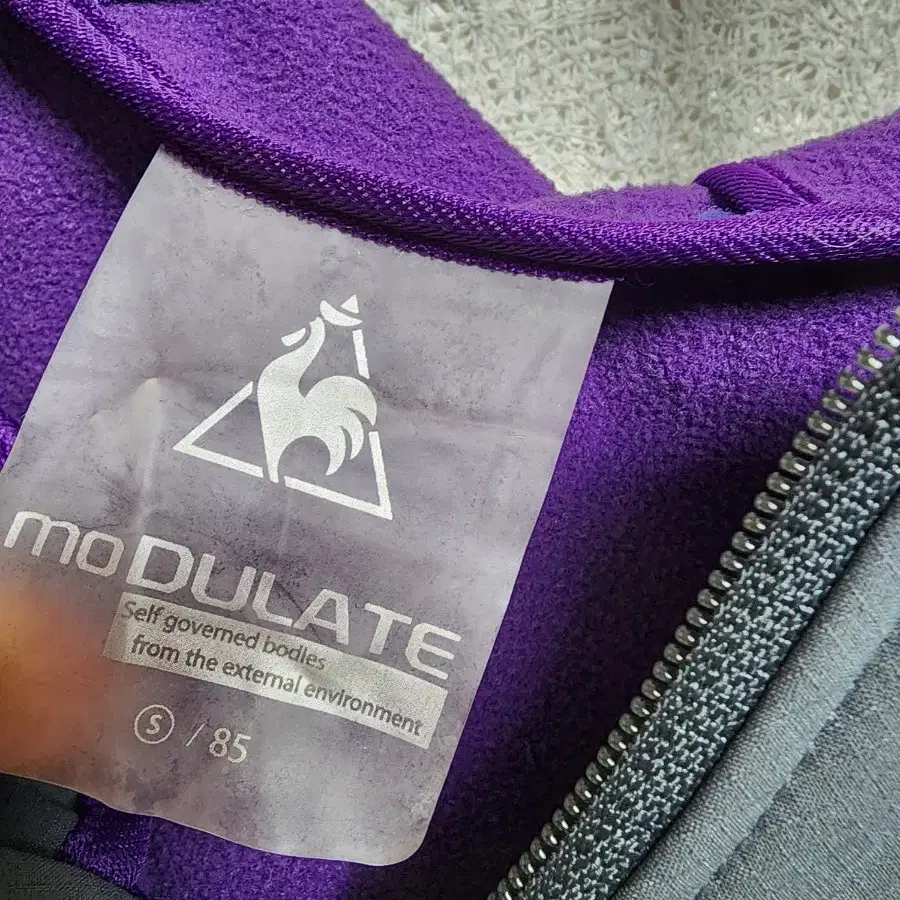 moDULATE
Self governed bodies
from the external environment
S / 85